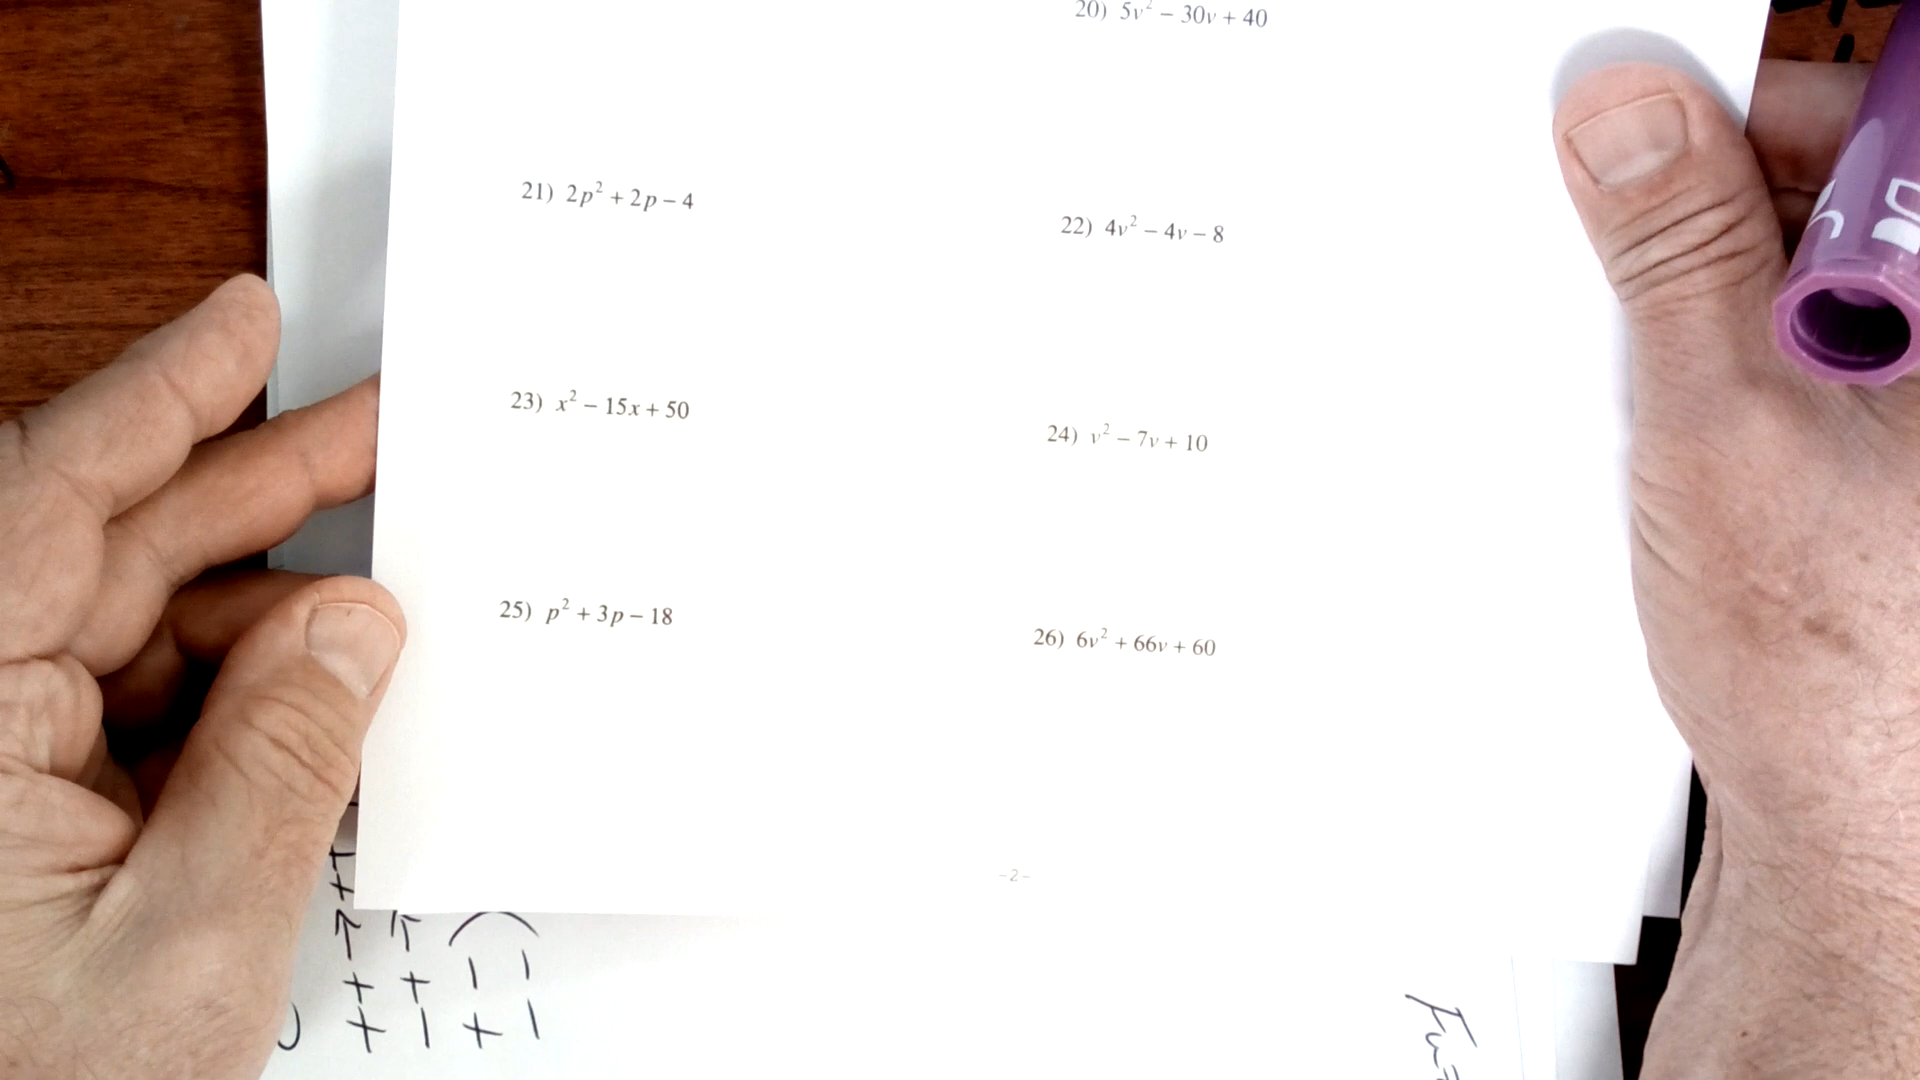 20) 5v² − 30v + 40
21) 2p² + 2p − 4
22) 4v² − 4v − 8
23) x² − 15x + 50
24) v² − 7v + 10
25) p² + 3p − 18
26) 6v² + 66v + 60
-2-